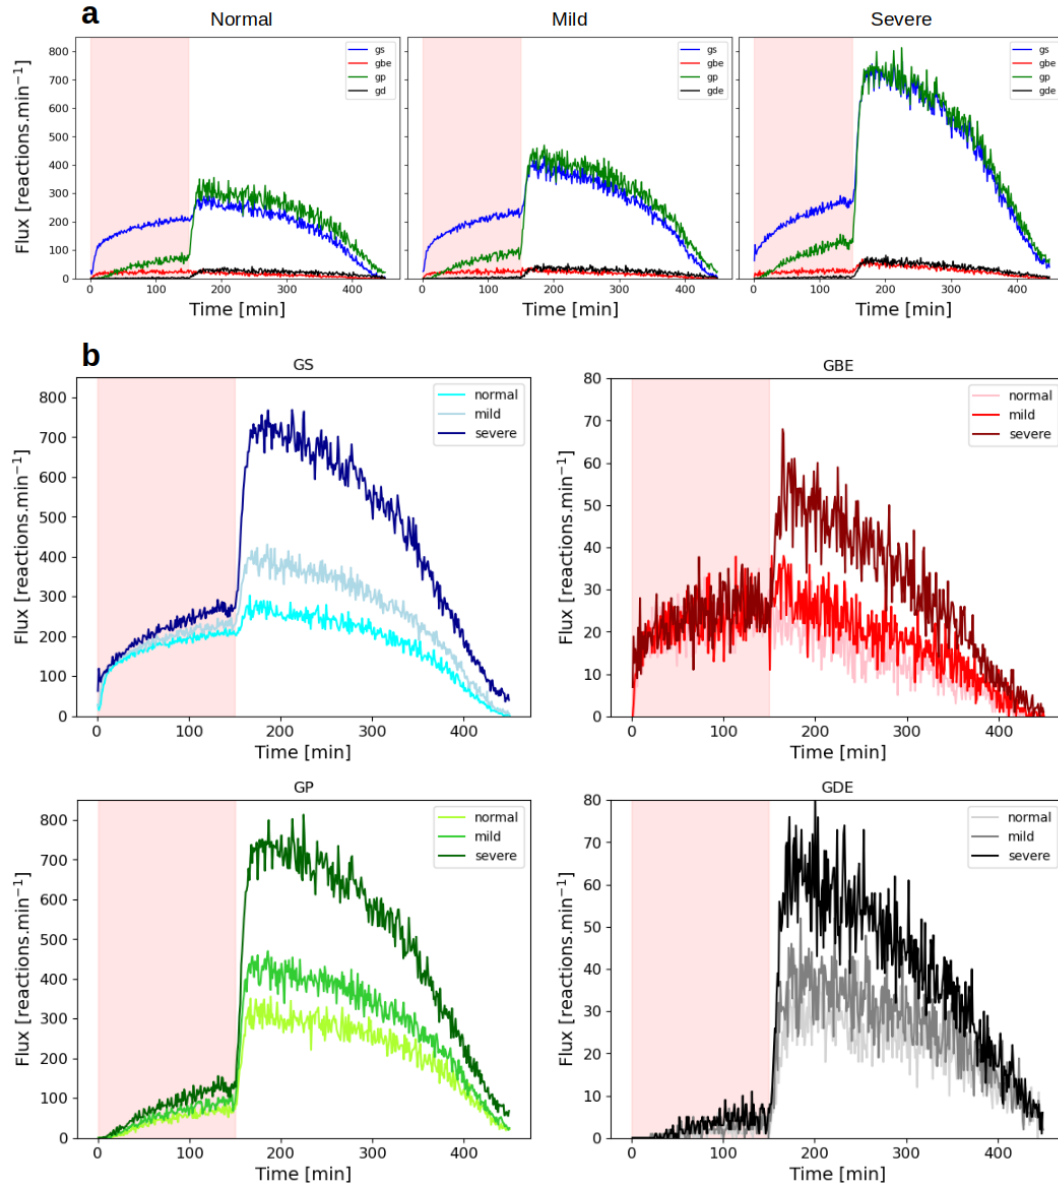 a
Normal Mild Severe
gs
gbe
gp
gd
gs
gbe
gp
gde
gs
gbe
gp
gde
Flux [reactions.min⁻¹]
800
700
600
500
400
300
200
100
0
0 100 200 300 400
0 100 200 300 400
0 100 200 300 400
Time [min] Time [min] Time [min]
b
GS
normal
mild
severe
Flux [reactions.min⁻¹]
800
700
600
500
400
300
200
100
0
0 100 200 300 400
Time [min]
GBE
normal
mild
severe
Flux [reactions.min⁻¹]
80
70
60
50
40
30
20
10
0
0 100 200 300 400
Time [min]
GP
normal
mild
severe
Flux [reactions.min⁻¹]
800
700
600
500
400
300
200
100
0
0 100 200 300 400
Time [min]
GDE
normal
mild
severe
Flux [reactions.min⁻¹]
80
70
60
50
40
30
20
10
0
0 100 200 300 400
Time [min]